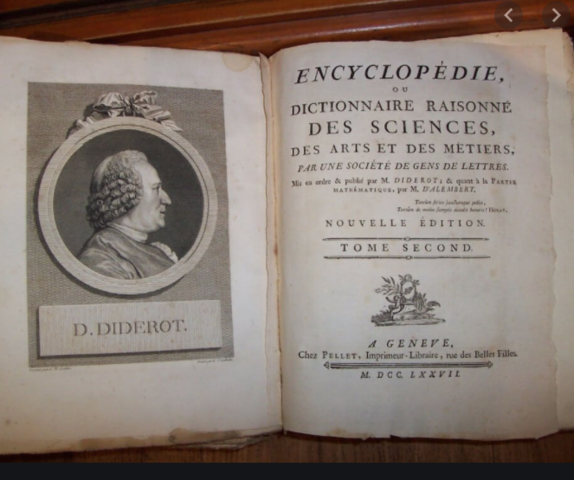 D. DIDEROT.
ENCYCLOPÉDIE,
OU
DICTIONNAIRE RAISONNÉ
DES SCIENCES,
DES ARTS ET DES MÉTIERS,
PAR UNE SOCIÉTÉ DE GENS DE LETTRES.
Mis en ordre & publié par M. DIDEROT; & quant à la PARTIE
MATHÉMATIQUE, par M. D'ALEMBERT.
NOUVELLE ÉDITION.
TOME SECOND.
A GENEVE,
Chez PELLET, Imprimeur-Libraire, rue des Belles Filles.
M. DCC. LXXVII.